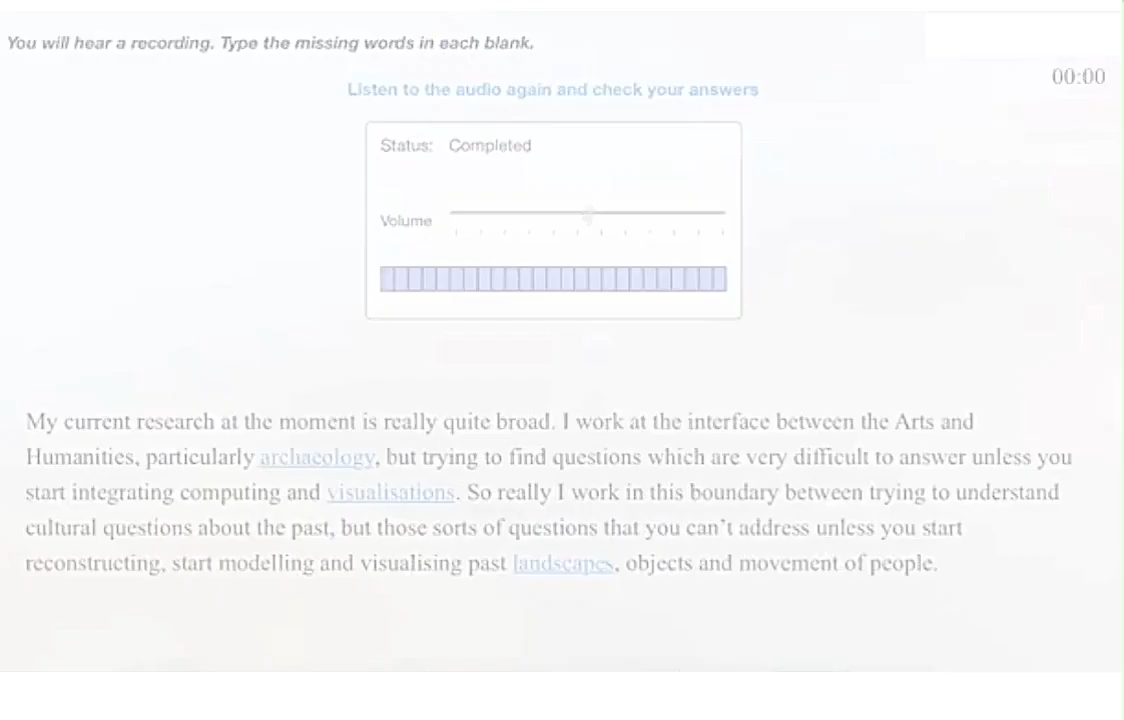 You will hear a recording. Type the missing words in each blank.
00:00
Listen to the audio again and check your answers
Status: Completed
Volume
My current research at the moment is really quite broad. I work at the interface between the Arts and
Humanities, particularly archaeology, but trying to find questions which are very difficult to answer unless you
start integrating computing and visualisations. So really I work in this boundary between trying to understand
cultural questions about the past, but those sorts of questions that you can't address unless you start
reconstructing, start modelling and visualising past landscapes, objects and movement of people.